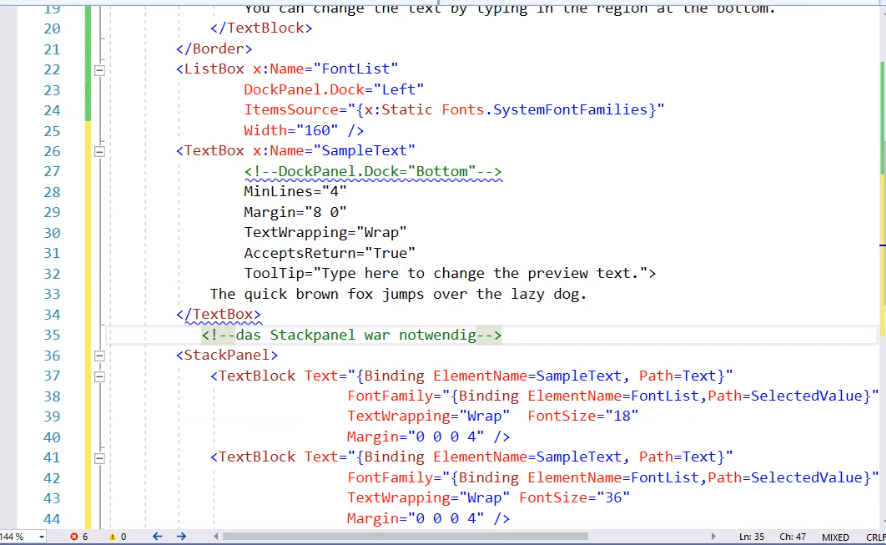 19 You can change the text by typing in the region at the bottom.
20 </TextBlock>
21 </Border>
22 <ListBox x:Name="FontList"
23 DockPanel.Dock="Left"
24 ItemsSource="{x:Static Fonts.SystemFontFamilies}"
25 Width="160" />
26 <TextBox x:Name="SampleText"
27 <!--DockPanel.Dock="Bottom"-->
28 MinLines="4"
29 Margin="8 0"
30 TextWrapping="Wrap"
31 AcceptsReturn="True"
32 ToolTip="Type here to change the preview text.">
33 The quick brown fox jumps over the lazy dog.
34 </TextBox>
35 <!--das Stackpanel war notwendig-->
36 <StackPanel>
37 <TextBlock Text="{Binding ElementName=SampleText, Path=Text}"
38 FontFamily="{Binding ElementName=FontList,Path=SelectedValue}"
39 TextWrapping="Wrap" FontSize="18"
40 Margin="0 0 0 4" />
41 <TextBlock Text="{Binding ElementName=SampleText, Path=Text}"
42 FontFamily="{Binding ElementName=FontList,Path=SelectedValue}"
43 TextWrapping="Wrap" FontSize="36"
44 Margin="0 0 0 4" />
144 % 6 0 Ln: 35 Ch: 47 MIXED CRLF